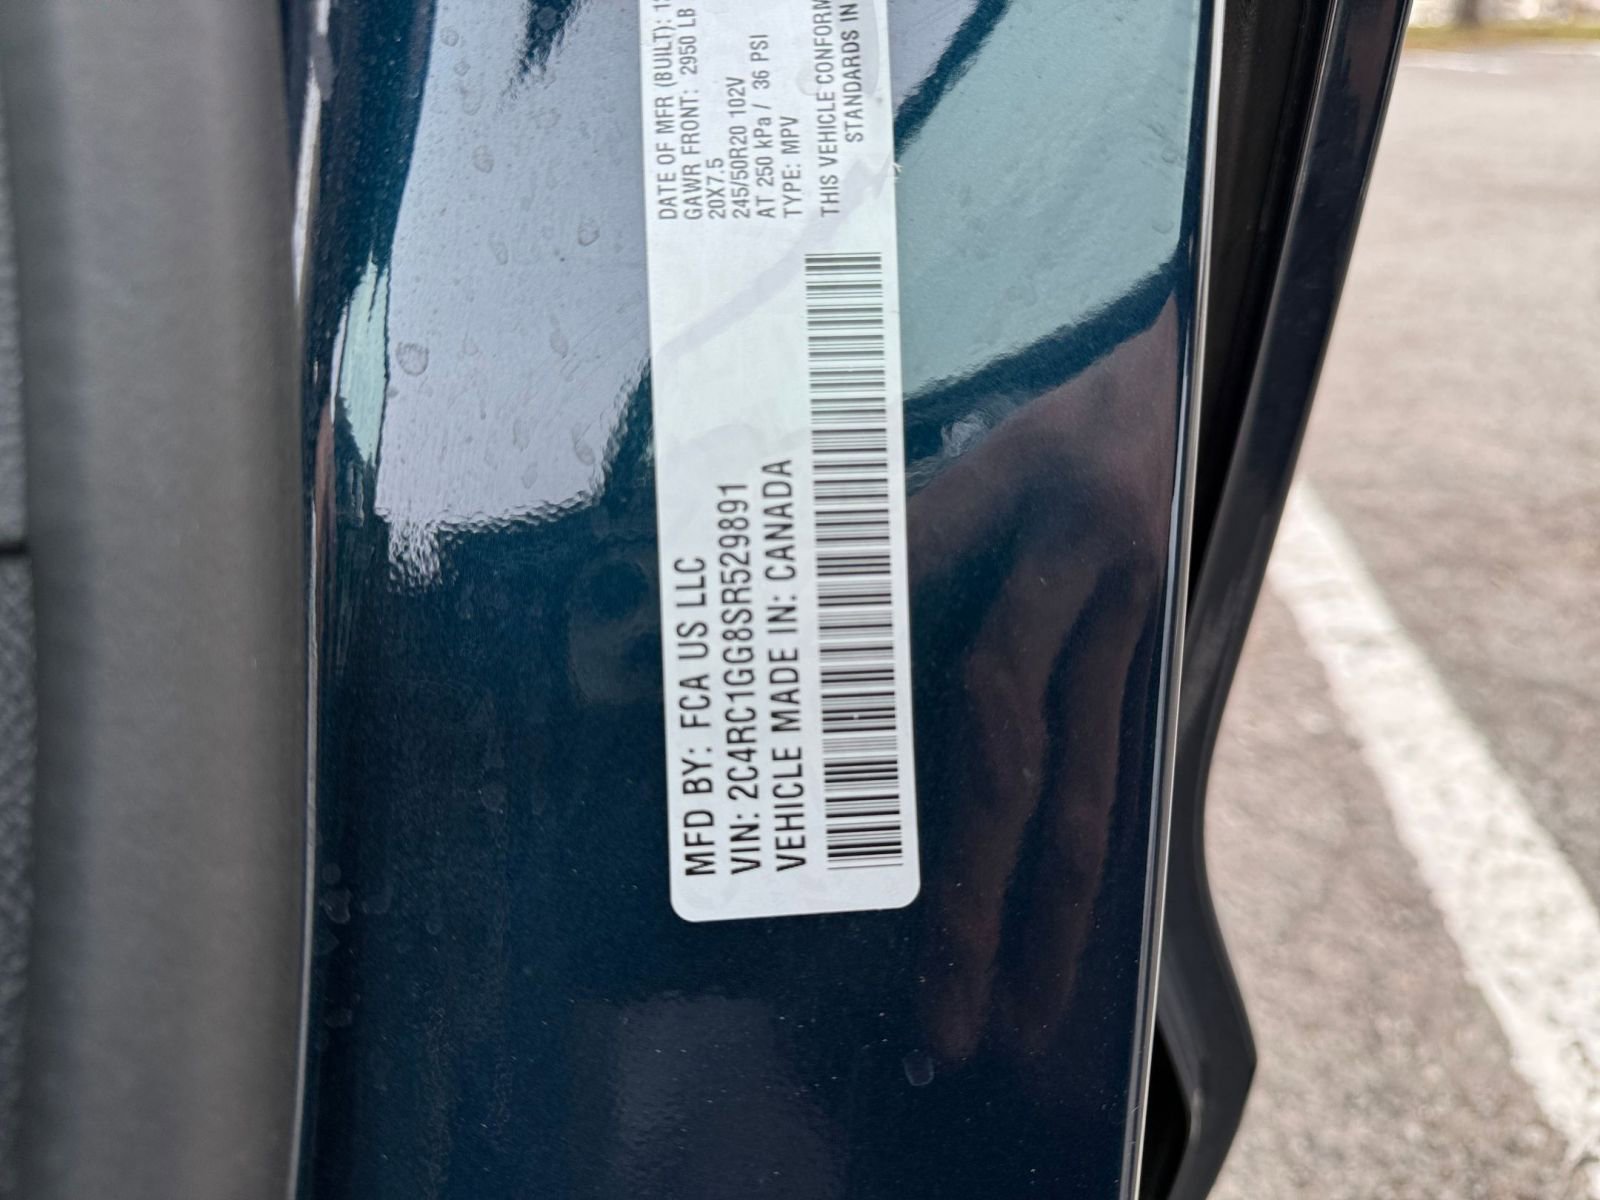 MFD BY: FCA US LLC
VIN: 2C4RC1GG8SR529891
VEHICLE MADE IN: CANADA
DATE OF MFR (BUILT):
GAWR FRONT: 2950 LB
20X7.5
245/50R20 102V
AT 250 kPa / 36 PSI
TYPE: MPV
THIS VEHICLE CONFORM
STANDARDS IN